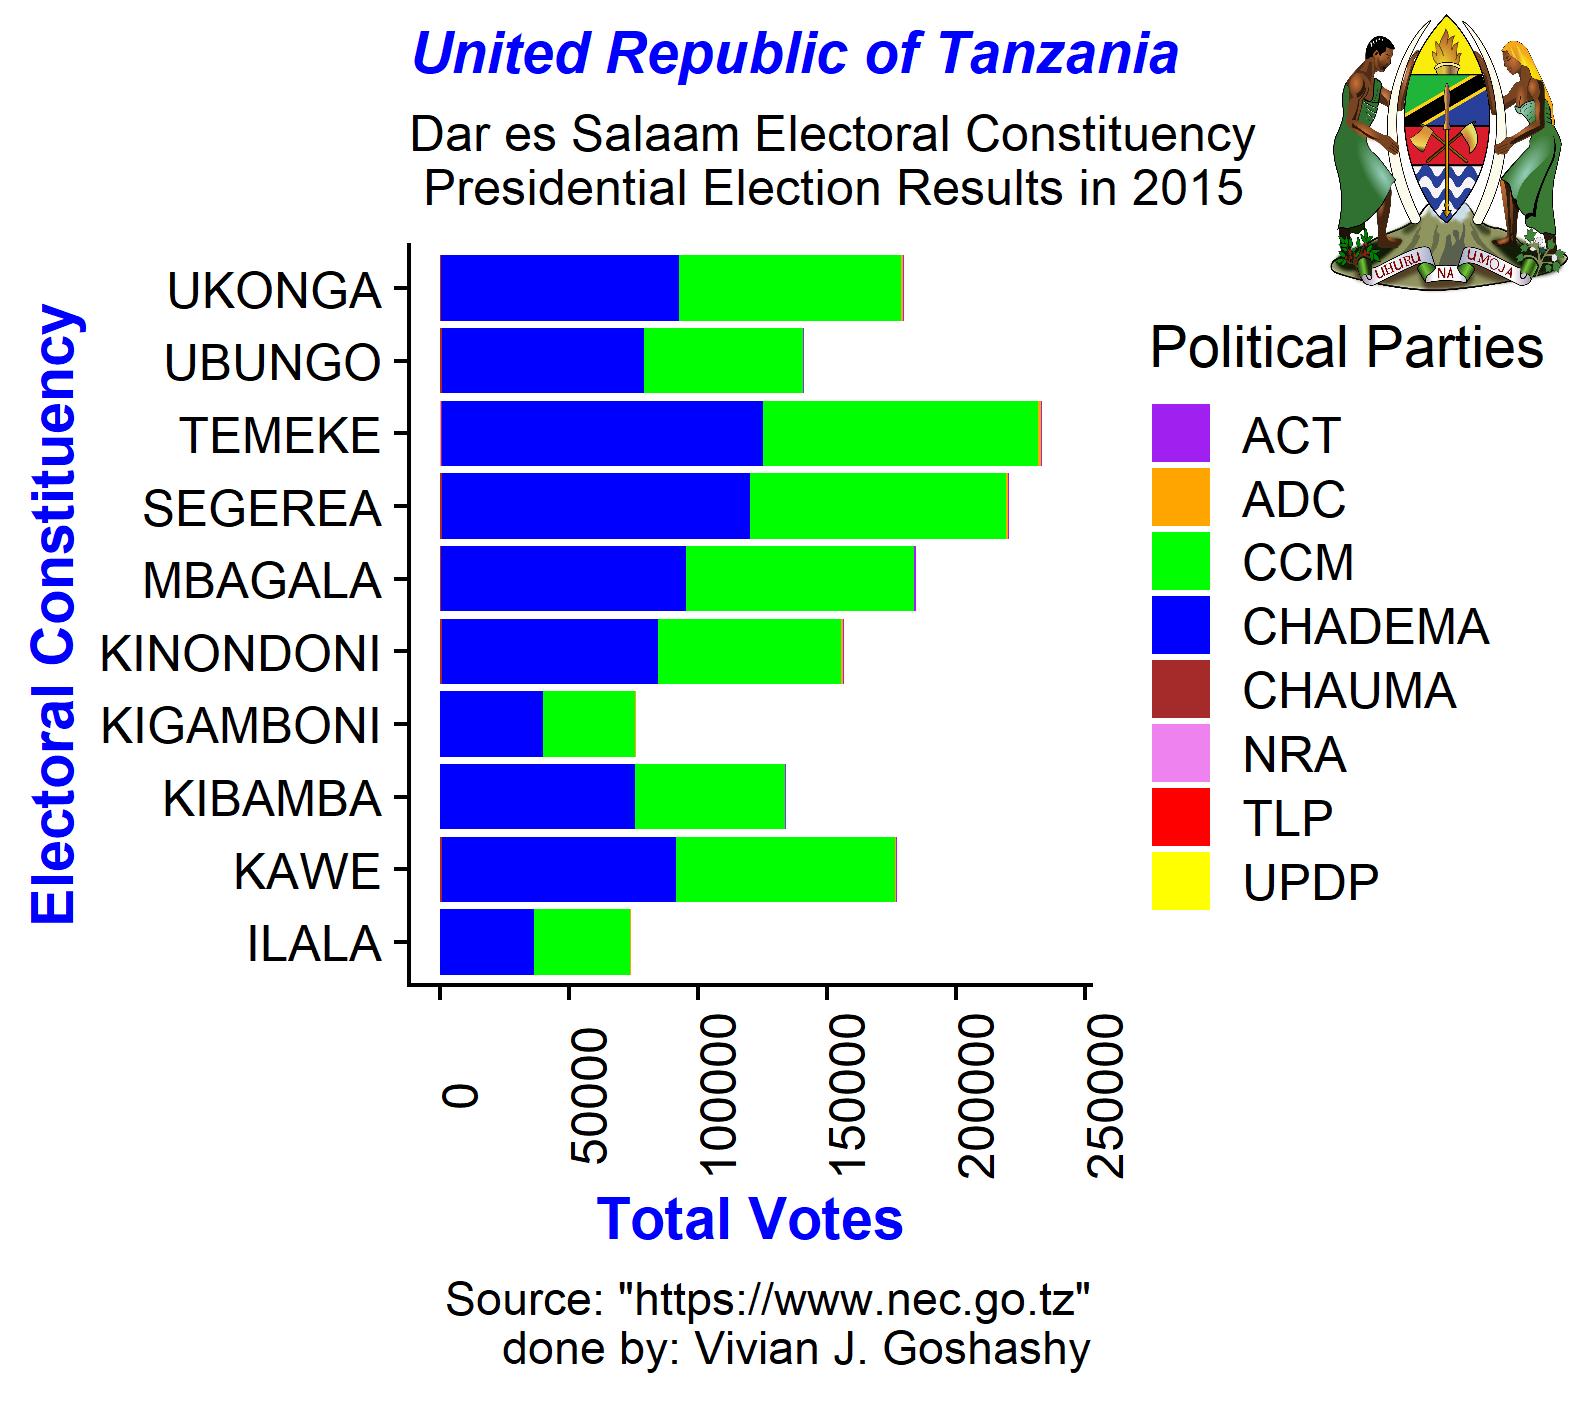 United Republic of Tanzania
Dar es Salaam Electoral Constituency
Presidential Election Results in 2015
UHURU NA UMOJA
Electoral Constituency
UKONGA
UBUNGO
TEMEKE
SEGEREA
MBAGALA
KINONDONI
KIGAMBONI
KIBAMBA
KAWE
ILALA
0
50000
100000
150000
200000
250000
Total Votes
Political Parties
ACT
ADC
CCM
CHADEMA
CHAUMA
NRA
TLP
UPDP
Source: "https://www.nec.go.tz"
done by: Vivian J. Goshashy